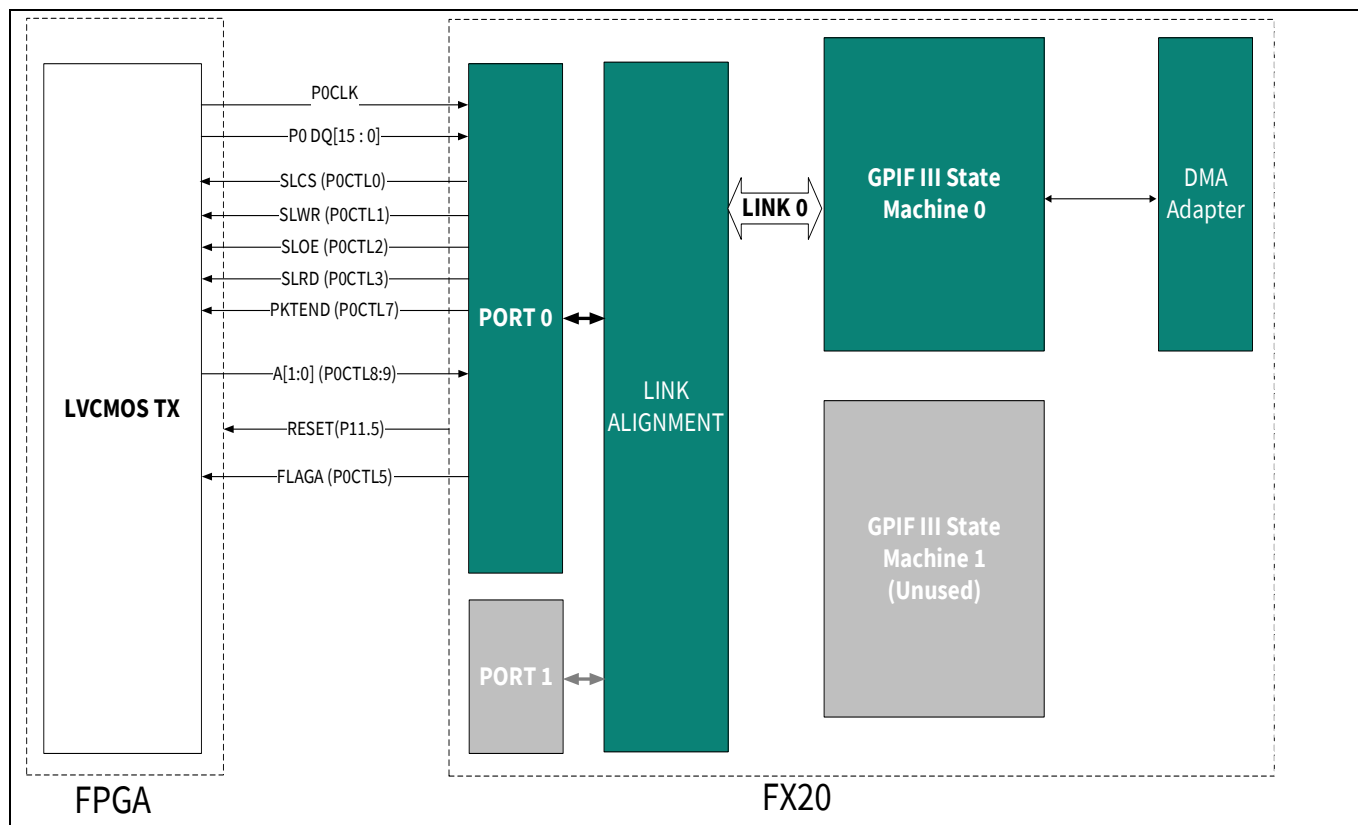 P0CLK
P0 DQ[15 : 0]
SLCS (P0CTL0)
SLWR (P0CTL1)
SLOE (P0CTL2)
SLRD (P0CTL3)
PKTEND (P0CTL7)
A[1:0] (P0CTL8:9)
RESET(P11.5)
FLAGA (P0CTL5)
LVCMOS TX
PORT 0
PORT 1
LINK
ALIGNMENT
LINK 0
GPIF III State
Machine 0
DMA
Adapter
GPIF III State
Machine 1
(Unused)
FPGA
FX20